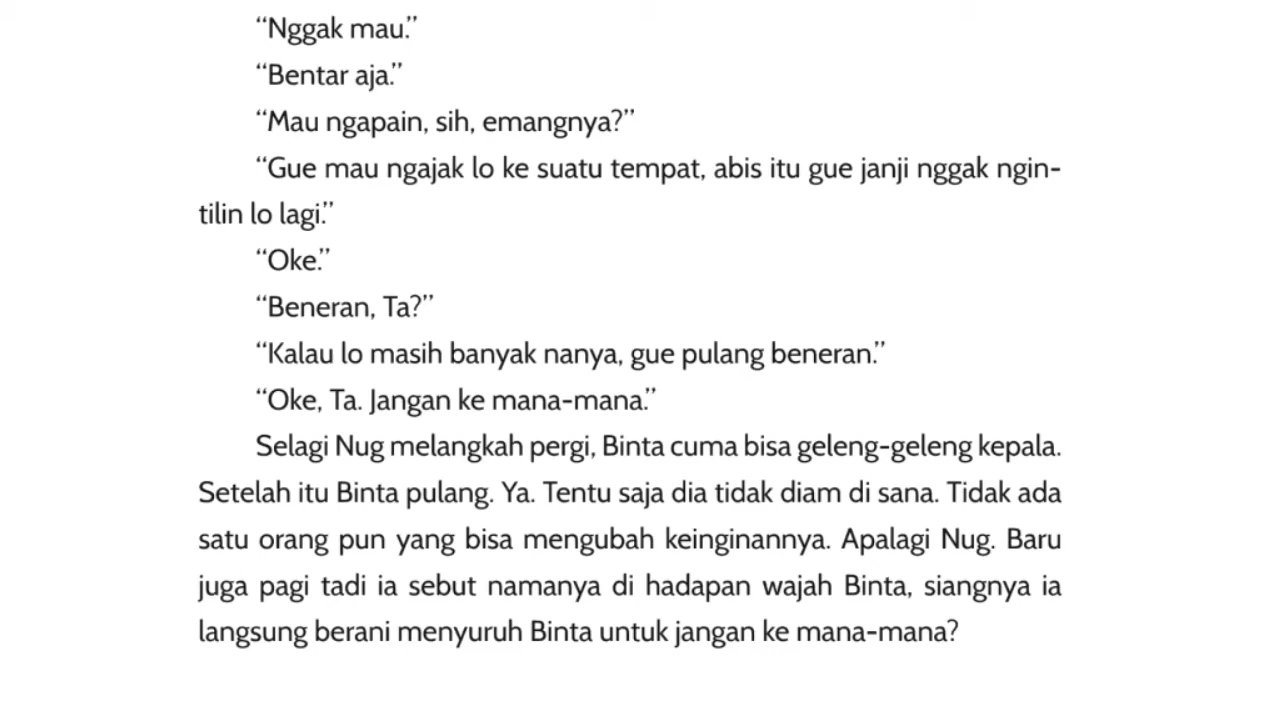 “Nggak mau.”
“Bentar aja.”
“Mau ngapain, sih, emangnya?”
“Gue mau ngajak lo ke suatu tempat, abis itu gue janji nggak ngin-
tilin lo lagi.”
“Oke.”
“Beneran, Ta?”
“Kalau lo masih banyak nanya, gue pulang beneran.”
“Oke, Ta. Jangan ke mana-mana.”
Selagi Nug melangkah pergi, Binta cuma bisa geleng-geleng kepala.
Setelah itu Binta pulang. Ya. Tentu saja dia tidak diam di sana. Tidak ada
satu orang pun yang bisa mengubah keinginannya. Apalagi Nug. Baru
juga pagi tadi ia sebut namanya di hadapan wajah Binta, siangnya ia
langsung berani menyuruh Binta untuk jangan ke mana-mana?